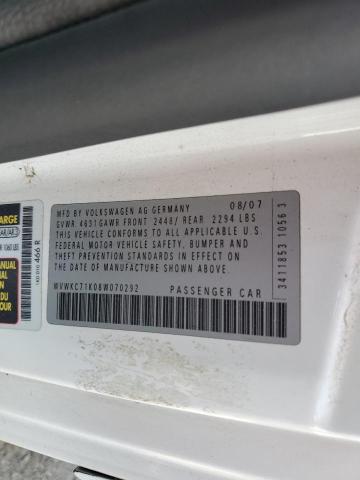 MFD BY VOLKSWAGEN AG GERMANY 08/07
GVWR 4631 GAWR FRONT 2448/ REAR 2294 LBS
THIS VEHICLE CONFORMS TO ALL APPLICABLE U.S.
FEDERAL MOTOR VEHICLE SAFETY, BUMPER AND
THEFT PREVENTION STANDARDS IN EFFECT ON THE
DATE OF MANUFACTURE SHOWN ABOVE
WVWKC71K08W070292 PASSENGER CAR
3411853 1056 3
466 R
ANUAL